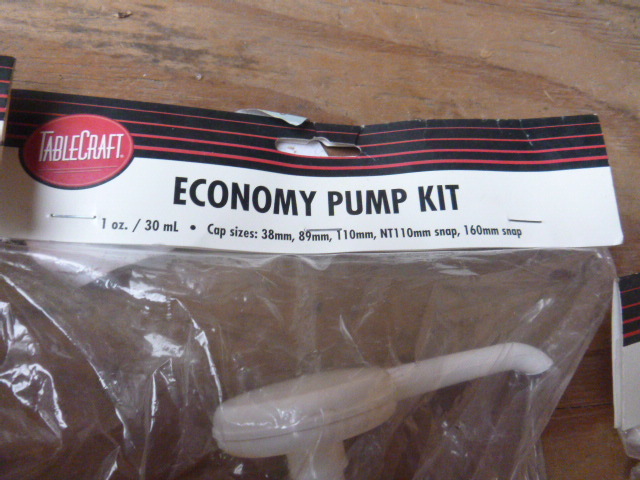 TABLECRAFT®
ECONOMY PUMP KIT
1 oz. / 30 mL • Cap sizes: 38mm, 89mm, 110mm, NT110mm snap, 160mm snap